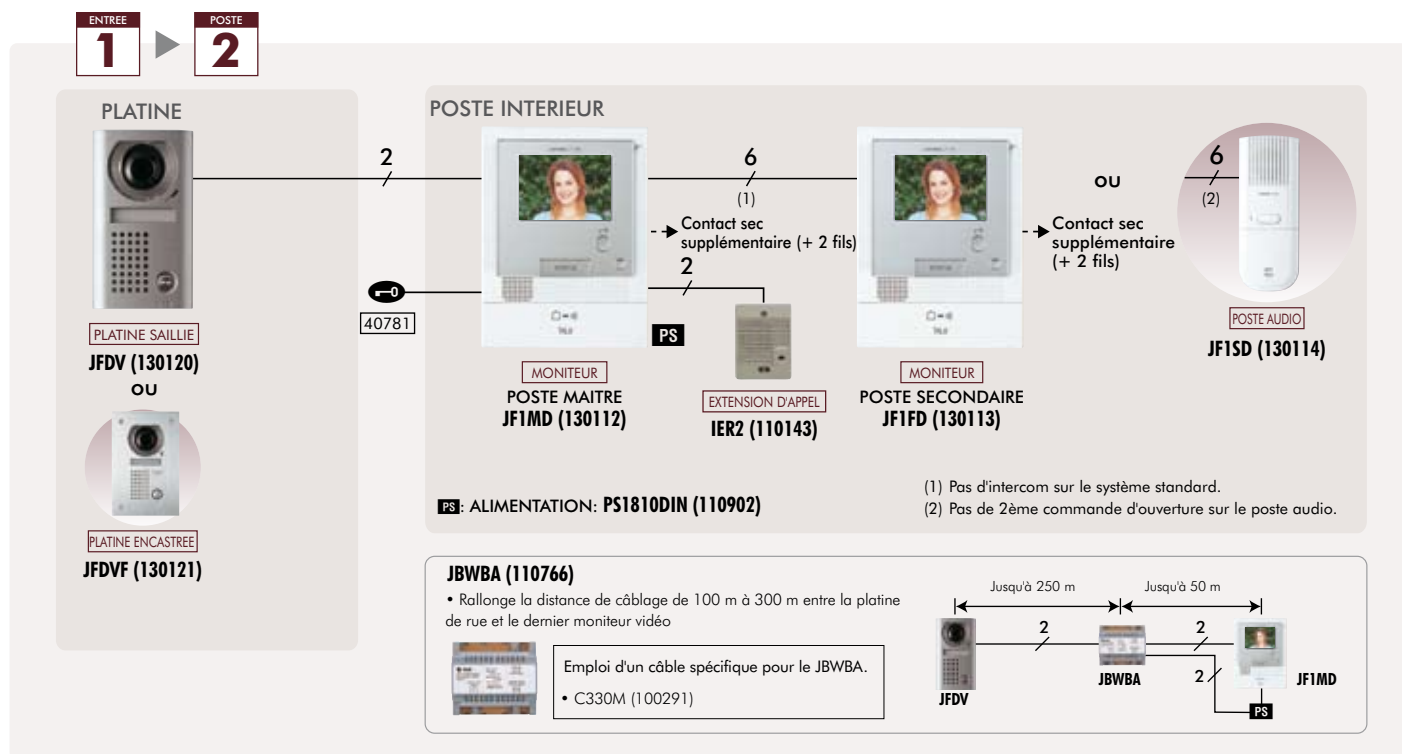 ENTREE
1
POSTE
2
PLATINE
PLATINE SAILLIE
JFDV (130120)
OU
PLATINE ENCASTREE
JFDVF (130121)
POSTE INTERIEUR
2
6
(1)
Contact sec
supplémentaire (+ 2 fils)
2
40781
PS
MONITEUR
POSTE MAITRE
JF1MD (130112)
EXTENSION D'APPEL
IER2 (110143)
MONITEUR
POSTE SECONDAIRE
JF1FD (130113)
OU
Contact sec
supplémentaire
(+ 2 fils)
6
(2)
POSTE AUDIO
JF1SD (130114)
PS: ALIMENTATION: PS1810DIN (110902)
(1) Pas d'intercom sur le système standard.
(2) Pas de 2ème commande d'ouverture sur le poste audio.
JBWBA (110766)
• Rallonge la distance de câblage de 100 m à 300 m entre la platine
de rue et le dernier moniteur vidéo
Emploi d'un câble spécifique pour le JBWBA.
• C330M (100291)
Jusqu'à 250 m
Jusqu'à 50 m
2
2
2
JFDV
JBWBA
JF1MD
PS